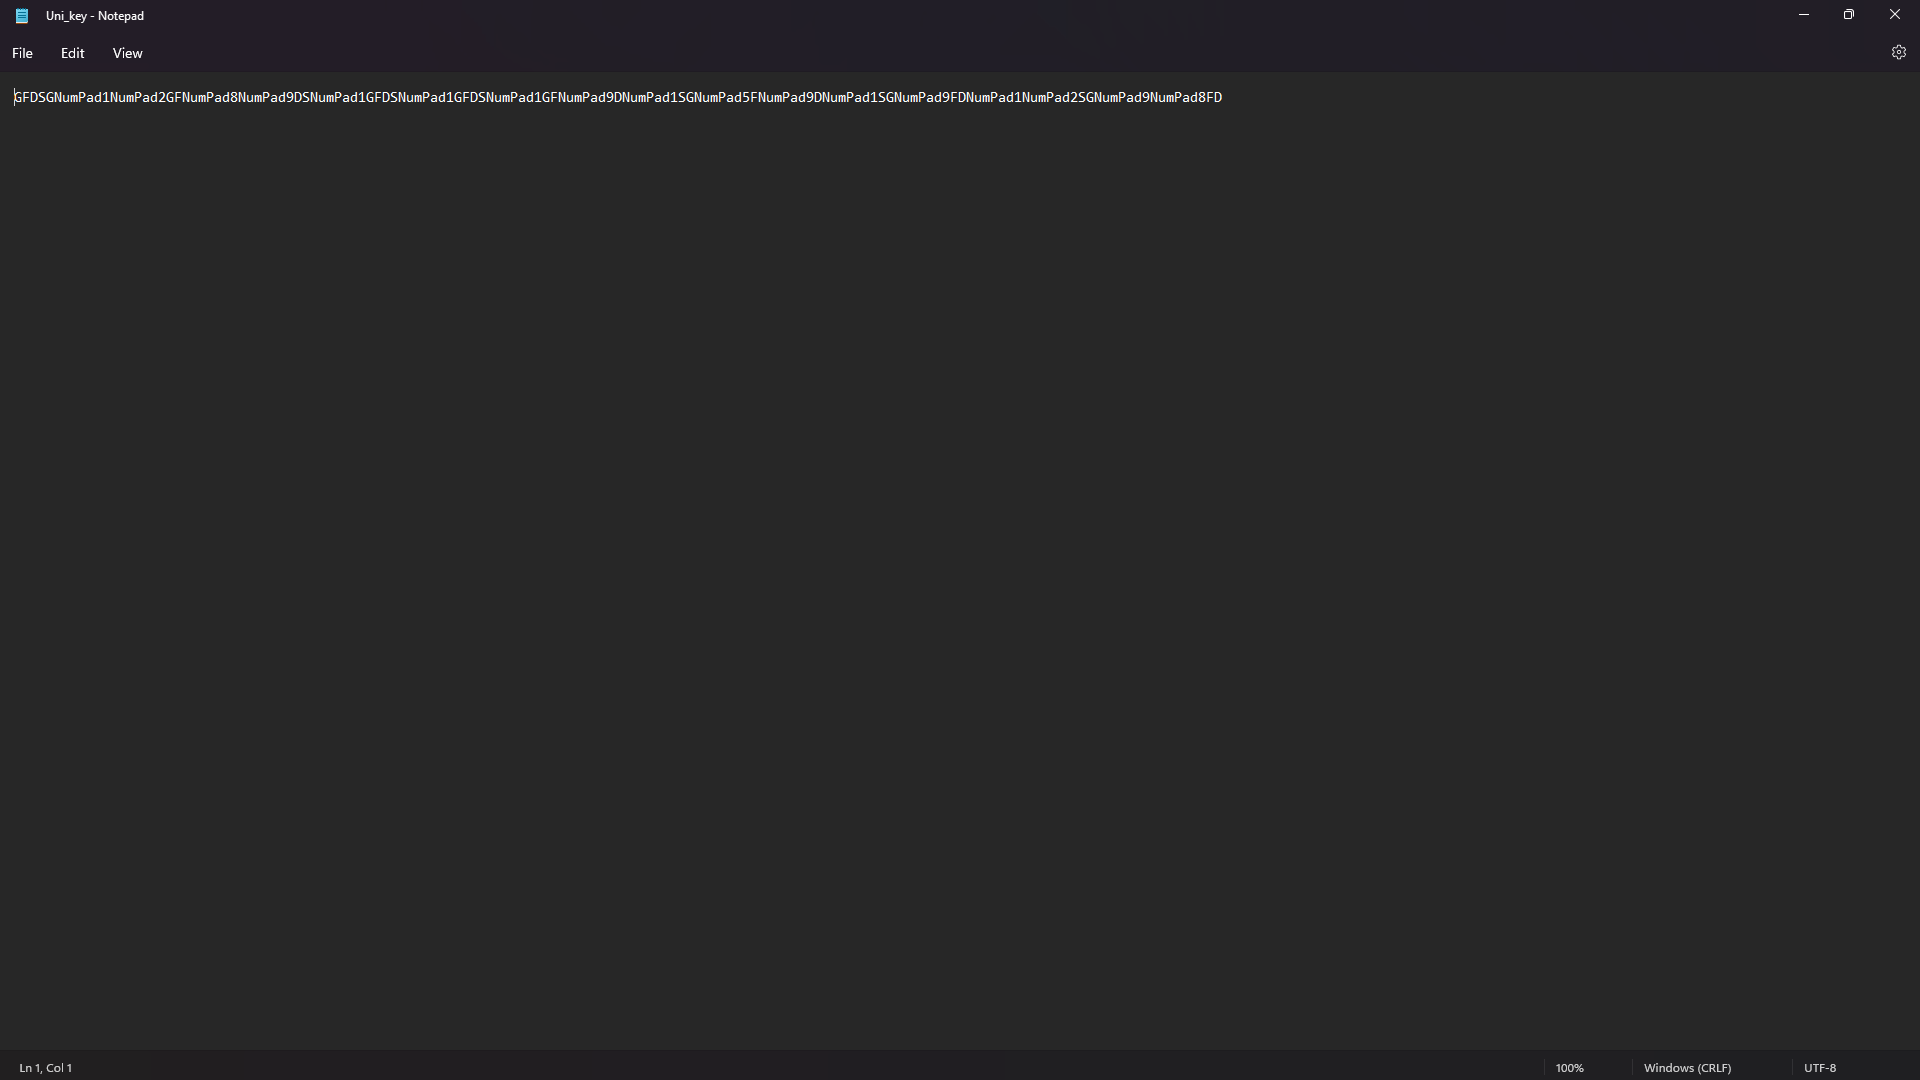 Uni_key - Notepad
File Edit View
GFDSGNumPad1NumPad2GFNumPad8NumPad9DSNumPad1GFDSNumPad1GFDSNumPad1GFNumPad9DNumPad1SGNumPad5FNumPad9DNumPad1SGNumPad9FDNumPad1NumPad2SGNumPad9NumPad8FD
Ln 1, Col 1 100% Windows (CRLF) UTF-8